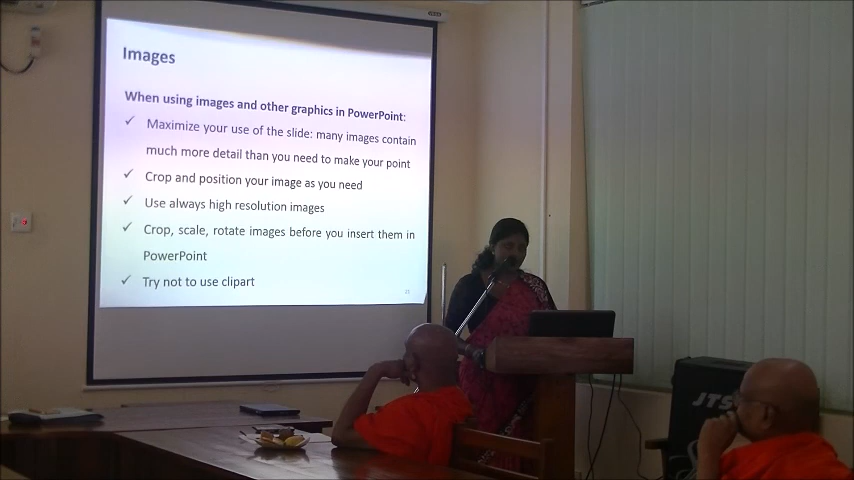 Images
When using images and other graphics in PowerPoint:
✓ Maximize your use of the slide: many images contain
much more detail than you need to make your point
✓ Crop and position your image as you need
✓ Use always high resolution images
✓ Crop, scale, rotate images before you insert them in
PowerPoint
✓ Try not to use clipart
JTS